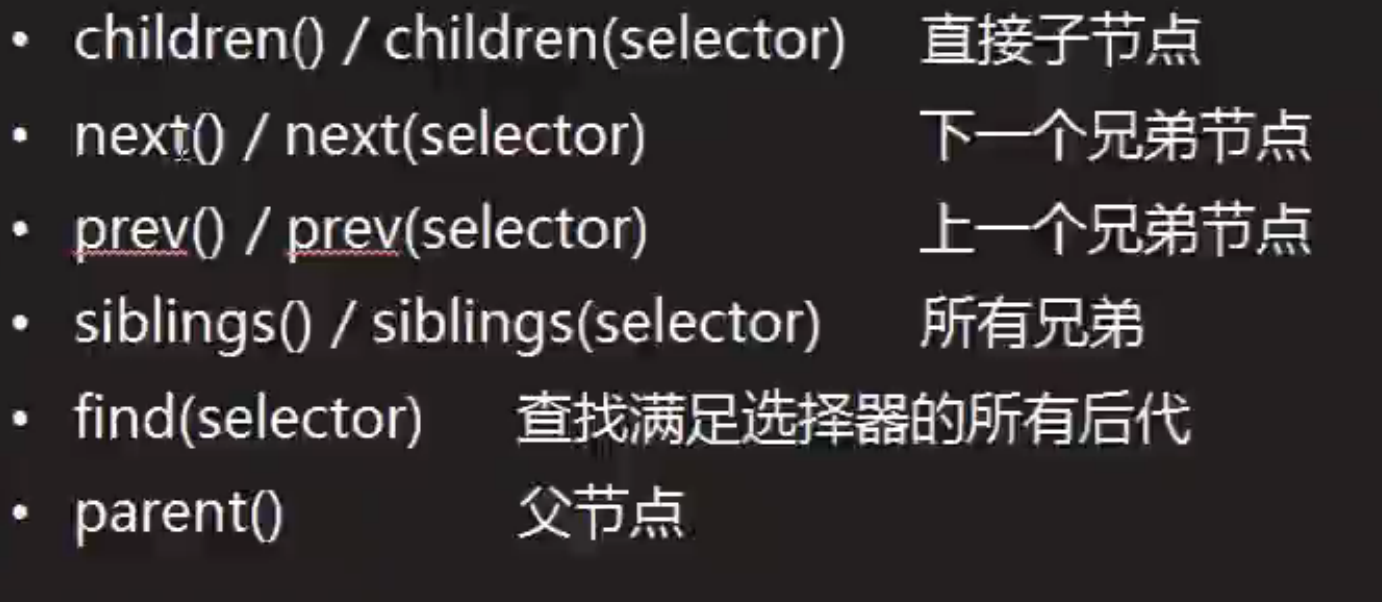 • children() / children(selector) 直接子节点
• next() / next(selector) 下一个兄弟节点
• prev() / prev(selector) 上一个兄弟节点
• siblings() / siblings(selector) 所有兄弟
• find(selector) 查找满足选择器的所有后代
• parent() 父节点